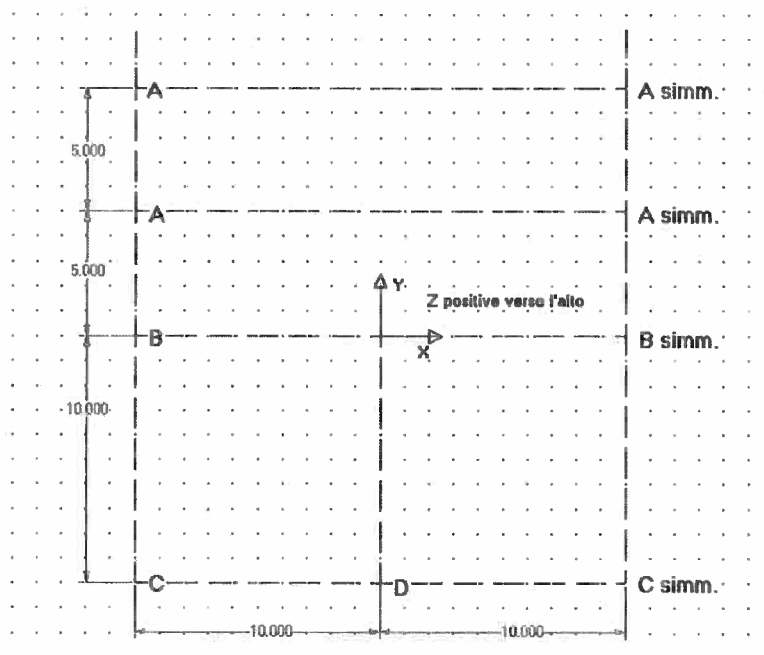 A A simm.
5.000
A A simm.
5.000
Y
Z positive verso l'alto
B X B simm.
10.000
C D C simm.
10.000 10.000